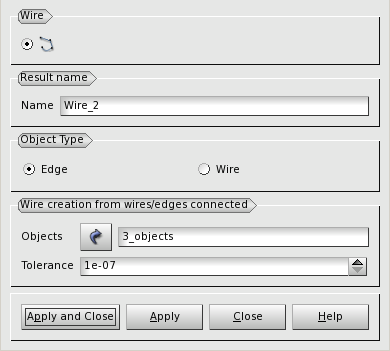 Wire
Result name
Name Wire_2
Object Type
Edge Wire
Wire creation from wires/edges connected
Objects 3_objects
Tolerance 1e-07
Apply and Close Apply Close Help